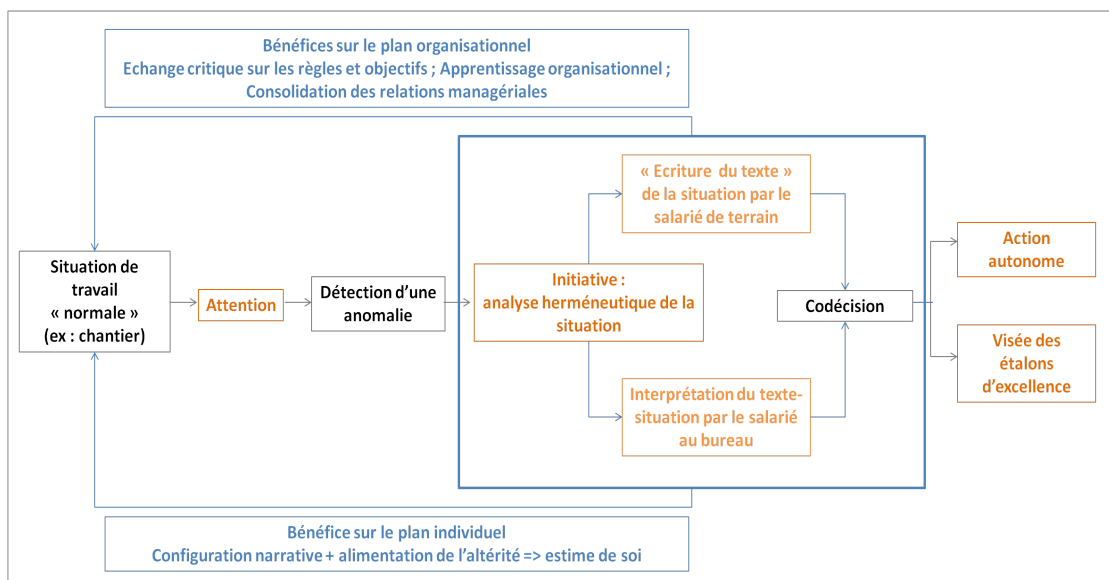 Bénéfices sur le plan organisationnel
Echange critique sur les règles et objectifs ; Apprentissage organisationnel ;
Consolidation des relations managériales
« Ecriture du texte »
de la situation par le
salarié de terrain
Situation de
travail
« normale »
(ex : chantier)
Attention
Détection d’une
anomalie
Initiative :
analyse herméneutique de la
situation
Codécision
Action
autonome
Visée des
étalons
d’excellence
Interprétation du texte-
situation par le salarié
au bureau
Bénéfice sur le plan individuel
Configuration narrative + alimentation de l’altérité => estime de soi